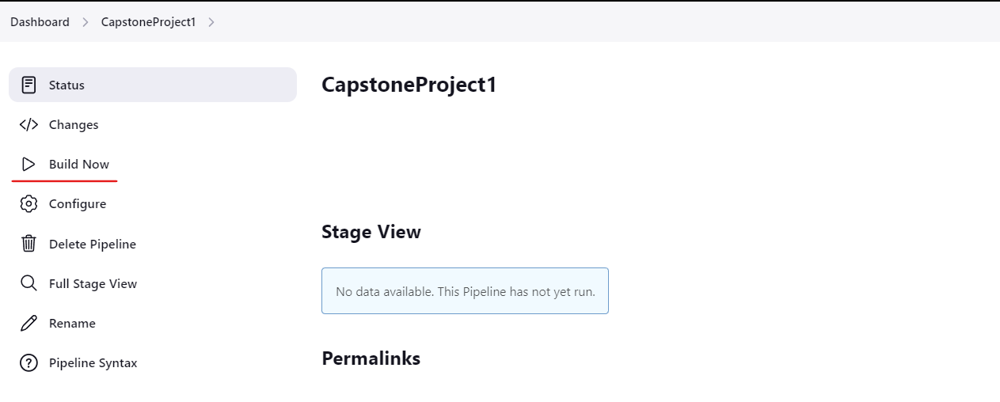 Dashboard > CapstoneProject1 >
Status
Changes
Build Now
Configure
Delete Pipeline
Full Stage View
Rename
Pipeline Syntax
CapstoneProject1
Stage View
No data available. This Pipeline has not yet run.
Permalinks